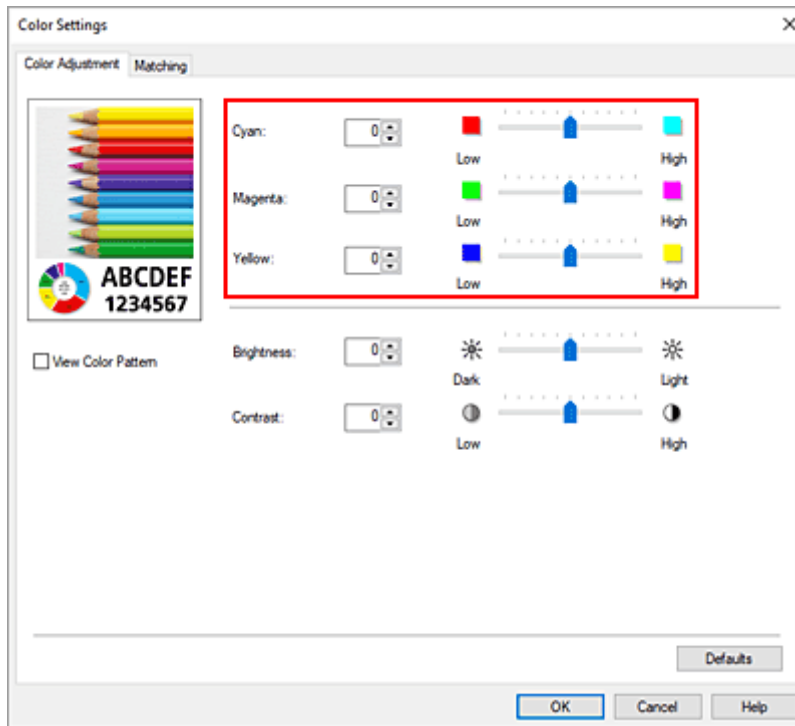 Color Settings
Color Adjustment Matching
Cyan: 0
Low High
Magenta: 0
Low High
Yellow: 0
Low High
ABCDEF
1234567
View Color Pattern
Brightness: 0
Dark Light
Contrast: 0
Low High
Defaults
OK Cancel Help